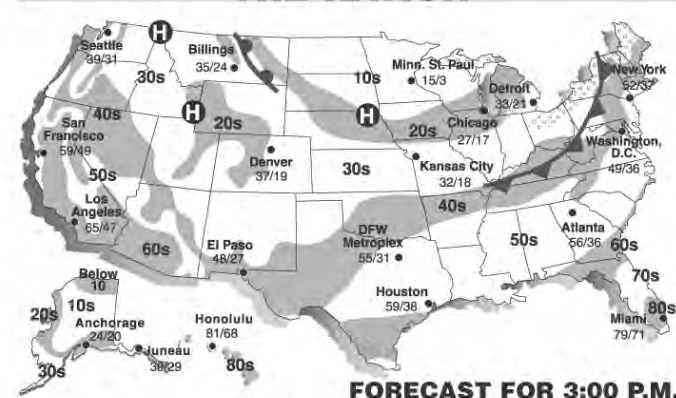 H
Seattle
39/31
Billings
35/24
30s
10s
Minn. St. Paul
15/3
New York
Detroit
33/21
H
H
40s
20s
20s
Chicago
27/17
San
Francisco
59/49
Washington,
D.C.
49/36
Denver
37/19
30s
Kansas City
32/18
50s
Los
Angeles
65/47
40s
60s
El Paso
48/27
DFW
Metroplex
55/31
50s
Atlanta
56/36
60s
70s
80s
Below
10
20s
10s
Anchorage
24/20
Honolulu
81/68
Houston
59/38
Miami
79/71
Juneau
30s
80s
FORECAST FOR 3:00 P.M.